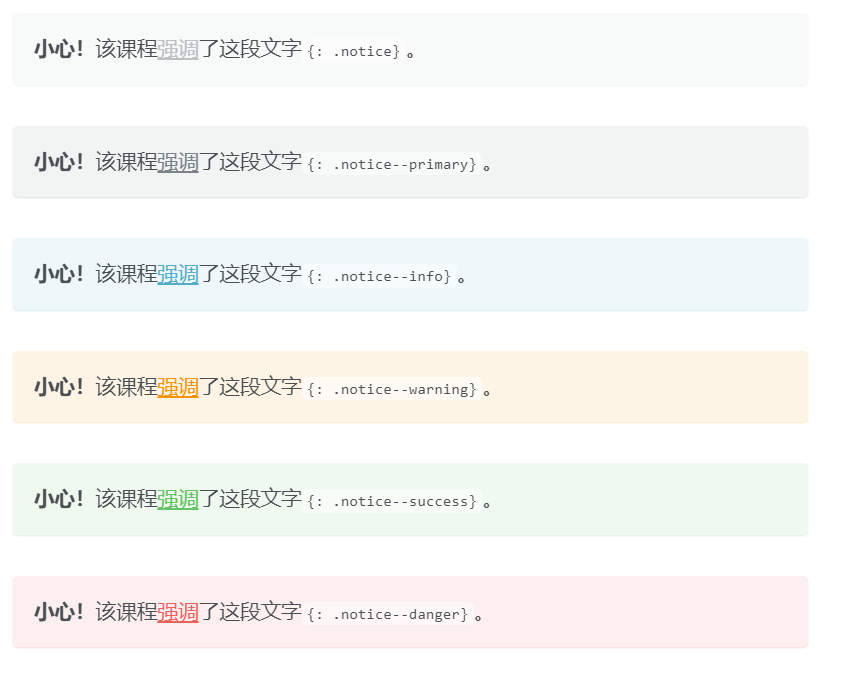 小心！该课程强调了这段文字 {: .notice} 。
小心！该课程强调了这段文字 {: .notice--primary} 。
小心！该课程强调了这段文字 {: .notice--info} 。
小心！该课程强调了这段文字 {: .notice--warning} 。
小心！该课程强调了这段文字 {: .notice--success} 。
小心！该课程强调了这段文字 {: .notice--danger} 。